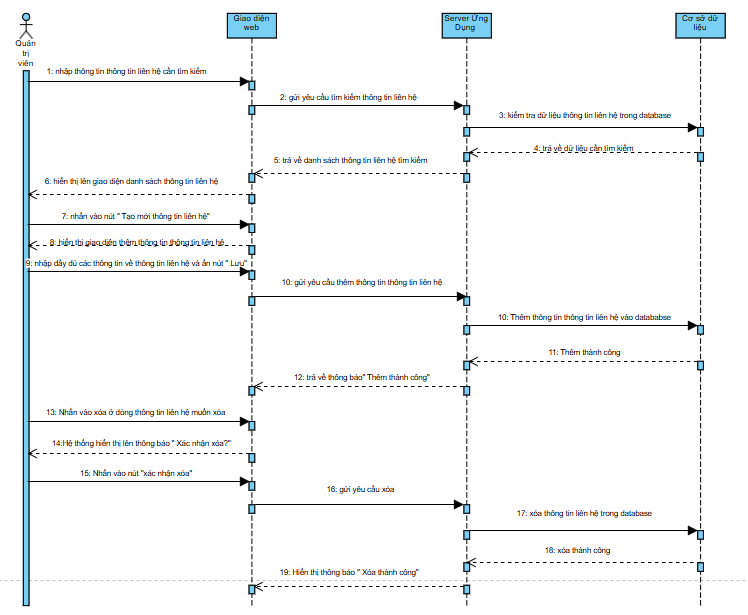 Giao diện
web
Server Ứng
Dụng
Cơ sở dữ
liệu
Quản
trị
viên
1: nhập thông tin thông tin liên hệ cần tìm kiếm
2: gửi yêu cầu tìm kiếm thông tin liên hệ
3: kiểm tra dữ liệu thông tin liên hệ trong database
4: trả về dữ liệu cần tìm kiếm
5: trả về danh sách thông tin liên hệ tìm kiếm
6: hiển thị lên giao diện danh sách thông tin liên hệ
7: nhấn vào nút " Tạo mới thông tin liên hệ"
8: hiển thị giao diện thêm thông tin thông tin liên hệ
9: nhập đầy đủ các thông tin về thông tin liên hệ và ấn nút " Lưu"
10: gửi yêu cầu thêm thông tin thông tin liên hệ
10: Thêm thông tin thông tin liên hệ vào datababse
11: Thêm thành công
12: trả về thông báo" Thêm thành công"
13: Nhấn vào xóa ở dòng thông tin liên hệ muốn xóa
14:Hệ thống hiển thị lên thông báo " Xác nhận xóa?"
15: Nhấn vào nút "xác nhận xóa"
16: gửi yêu cầu xóa
17: xóa thông tin liên hệ trong database
18: xóa thành công
19: Hiển thị thông báo " Xóa thành công"